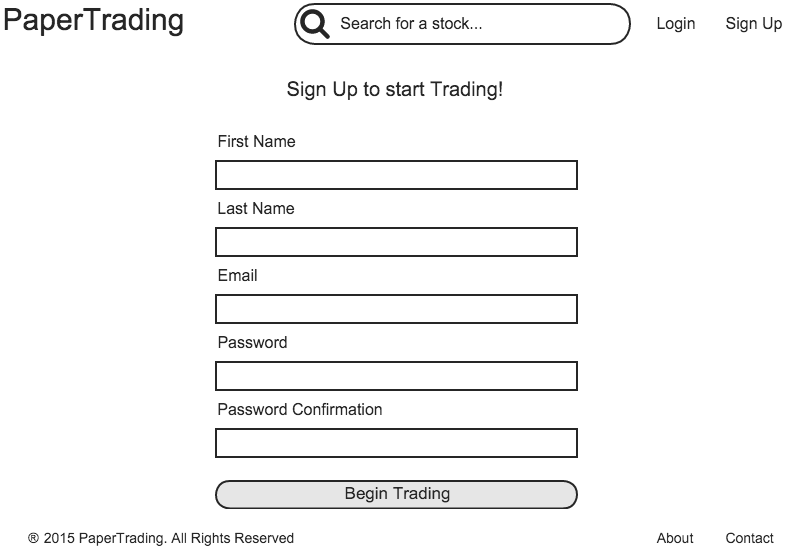 PaperTrading
Search for a stock...
Login
Sign Up
Sign Up to start Trading!
First Name
Last Name
Email
Password
Password Confirmation
Begin Trading
® 2015 PaperTrading. All Rights Reserved
About
Contact